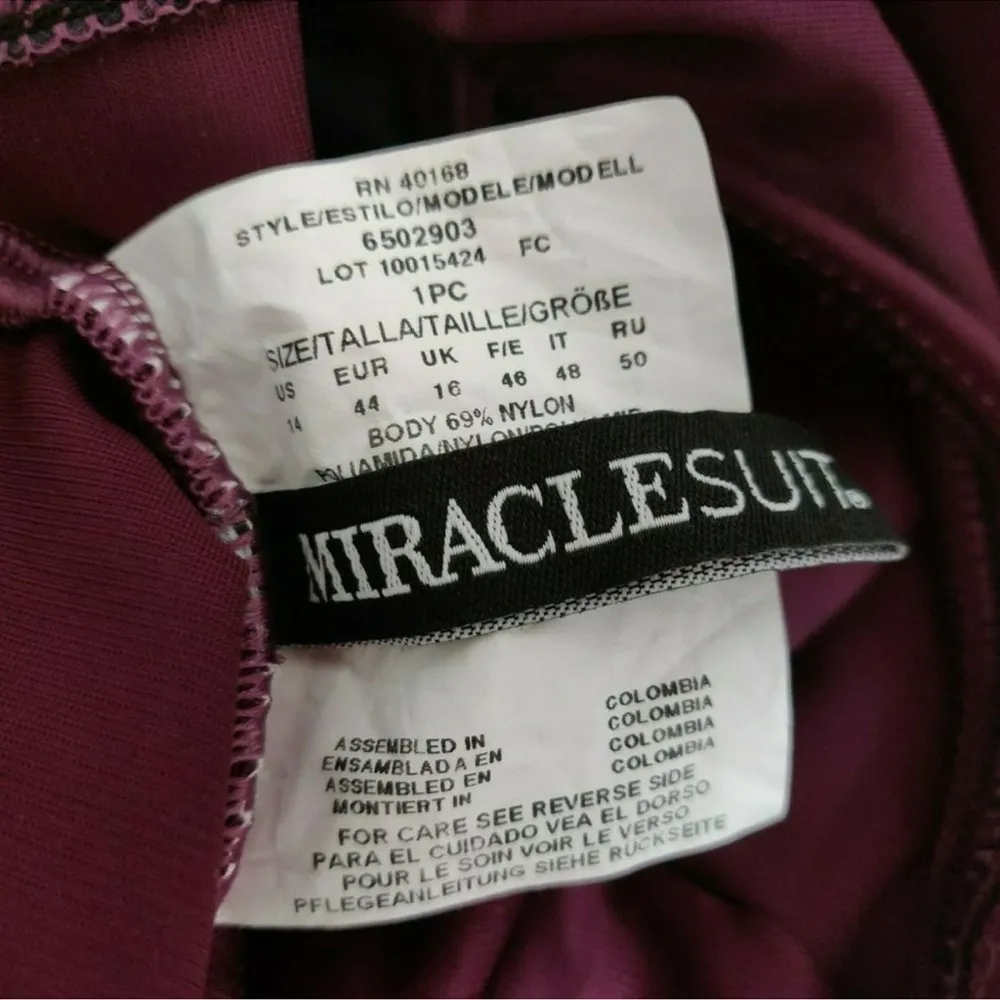 RN 40168
STYLE/ESTILO/MODELE/MODELL
6502903
LOT 10015424 FC
1PC
SIZE/TALLA/TAILLE/GRÖßE
US EUR UK F/E IT RU
14 44 16 46 48 50
BODY 69% NYLON
MIRACLESUIT®
ASSEMBLED IN COLOMBIA
ENSAMBLADA EN COLOMBIA
ASSEMBLED EN COLOMBIA
MONTIERT IN COLOMBIA
FOR CARE SEE REVERSE SIDE
PARA EL CUIDADO VEA EL DORSO
POUR LE SOIN VOIR LE VERSO
PFLEGEANLEITUNG SIEHE RUCKSEITE